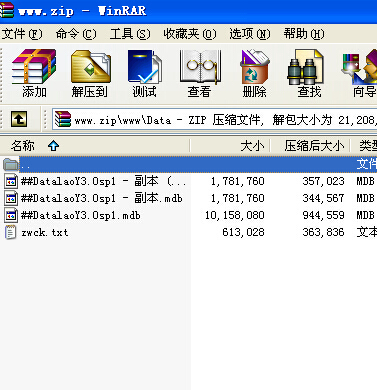 www.zip - WinRAR
文件(F) 命令(C) 工具(S) 收藏夹(O) 选项(N) 帮助(H)
添加 解压到 测试 查看 删除 查找 向导
www.zip\www\Data - ZIP 压缩文件, 解包大小为 21,208,
名称 大小 压缩后大小 类型
.. 文件
##DatalaoY3.0sp1 - 副本 (... 1,781,760 357,023 MDB
##DatalaoY3.0sp1 - 副本.mdb 1,781,760 344,567 MDB
##DatalaoY3.0sp1.mdb 10,158,080 944,559 MDB
zwck.txt 613,028 363,836 文本